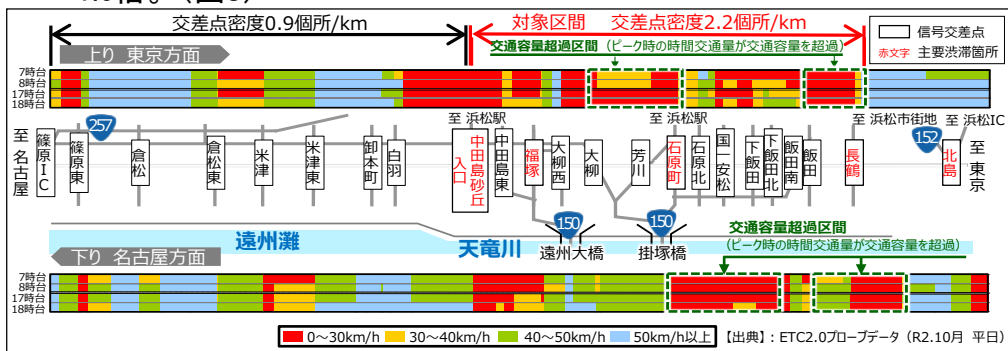 交差点密度0.9個所/km
対象区間 交差点密度2.2個所/km
信号交差点
赤文字 主要渋滞箇所
上り 東京方面
交通容量超過区間（ピーク時の時間交通量が交通容量を超過）
7時台
8時台
17時台
18時台
至 名古屋
篠原IC
篠原東
257
倉松
倉松東
米津
米津東
卸本町
白羽
至 浜松駅
中田島砂丘入口
中田島東
福塚
大柳西
大柳
芳川
至 浜松駅
石原町
石原北
国一安松
下飯田
下飯田北
飯田南
飯田
至 浜松市街地
長鶴
152
至 浜松IC
北島
至 東京
150
150
遠州灘
天竜川
遠州大橋
掛塚橋
交通容量超過区間
（ピーク時の時間交通量が交通容量を超過）
下り 名古屋方面
7時台
8時台
17時台
18時台
0～30km/h
30～40km/h
40～50km/h
50km/h以上
【出典】：ETC2.0プローブデータ（R2.10月 平日）